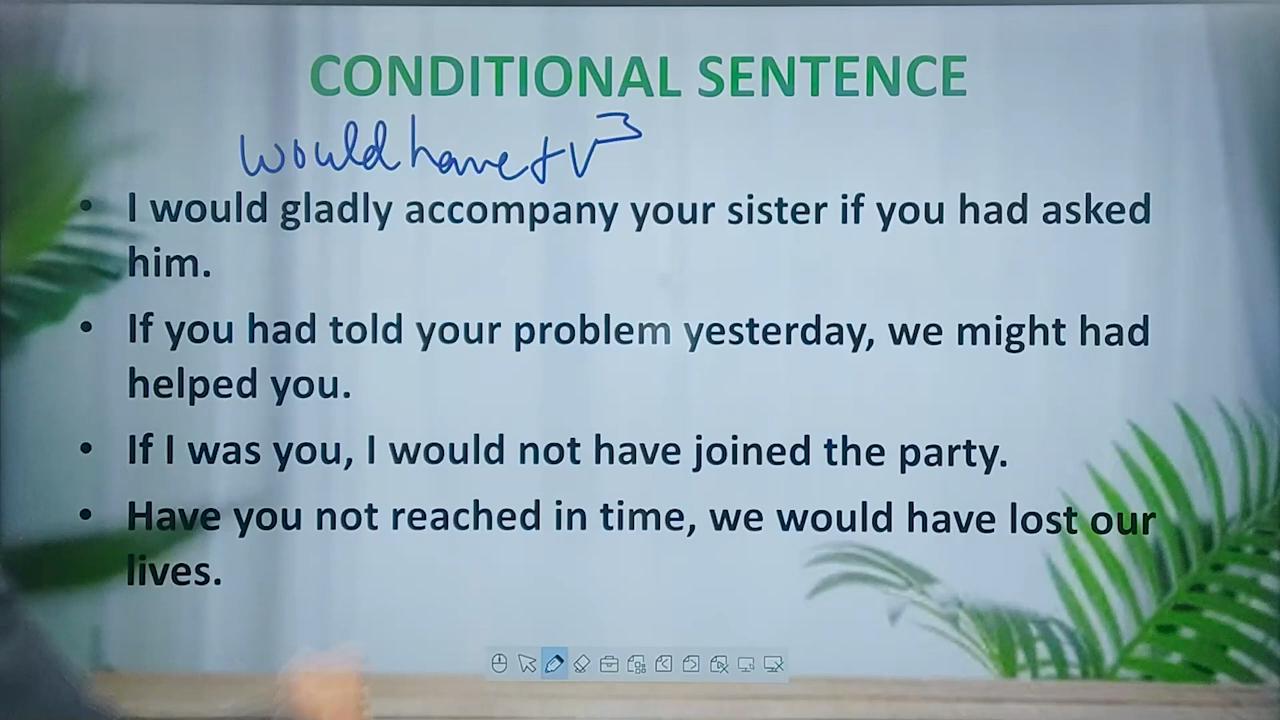 CONDITIONAL SENTENCE
would have + V3
• I would gladly accompany your sister if you had asked
him.
• If you had told your problem yesterday, we might had
helped you.
• If I was you, I would not have joined the party.
• Have you not reached in time, we would have lost our
lives.